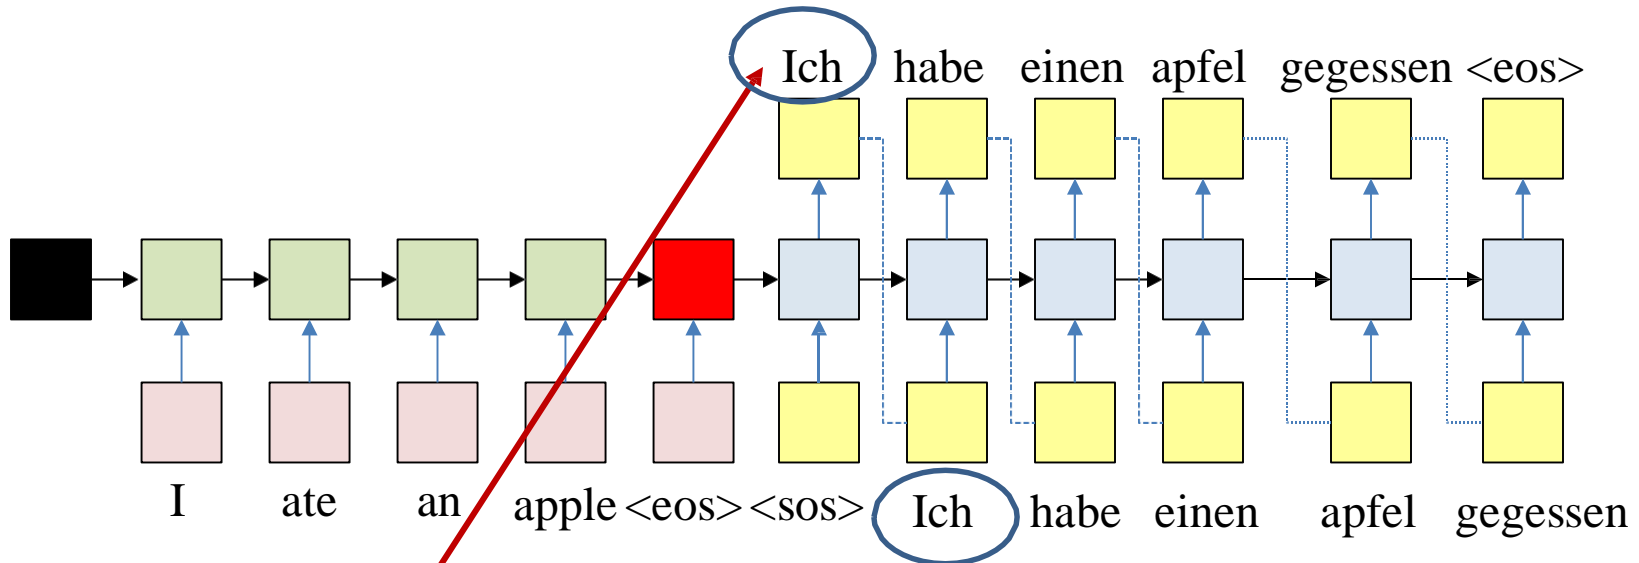 Ich habe einen apfel gegessen <eos>
I ate an apple <eos> <sos> Ich habe einen apfel gegessen